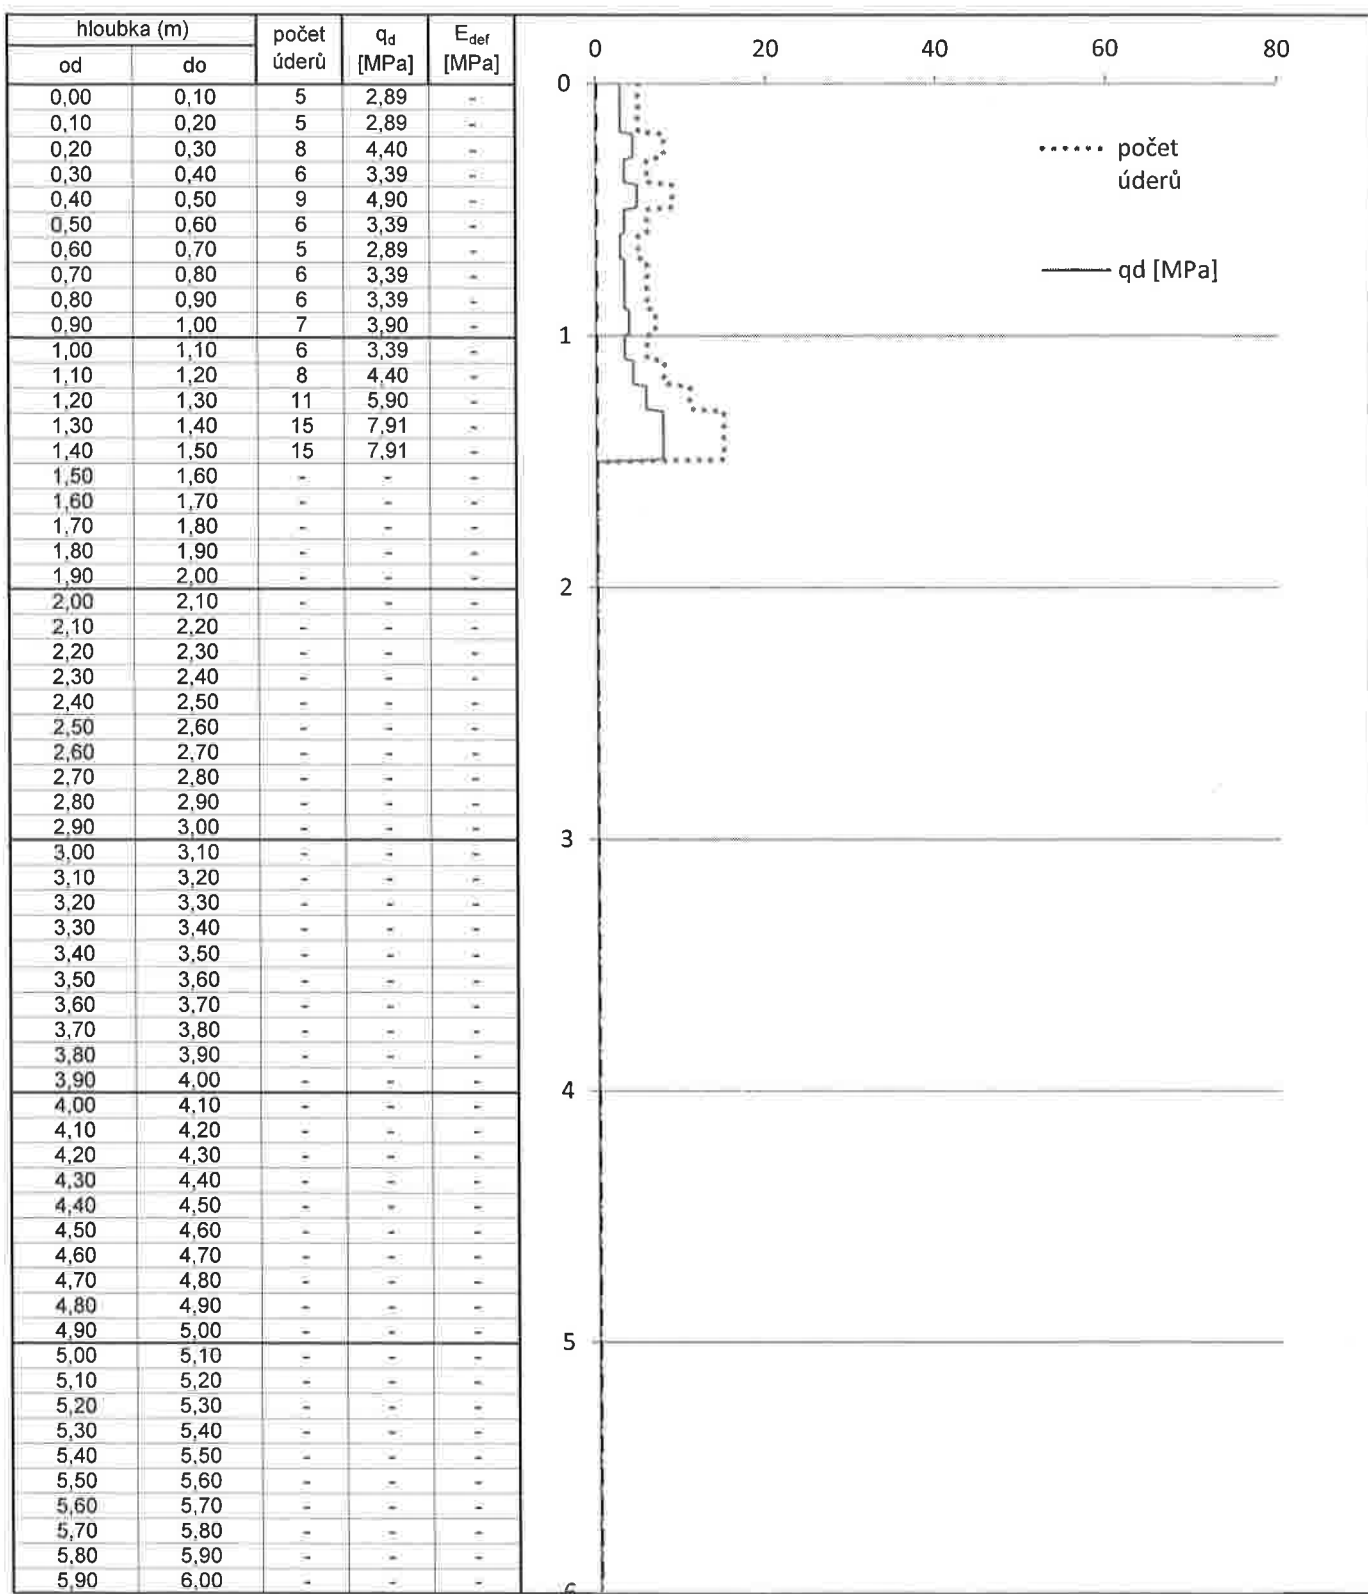 hloubka (m) počet úderů qd [MPa] Edef [MPa]
od do
0,00 0,10 5 2,89 -
0,10 0,20 5 2,89 -
0,20 0,30 8 4,40 -
0,30 0,40 6 3,39 -
0,40 0,50 9 4,90 -
0,50 0,60 6 3,39 -
0,60 0,70 5 2,89 -
0,70 0,80 6 3,39 -
0,80 0,90 6 3,39 -
0,90 1,00 7 3,90 -
1,00 1,10 6 3,39 -
1,10 1,20 8 4,40 -
1,20 1,30 11 5,90 -
1,30 1,40 15 7,91 -
1,40 1,50 15 7,91 -
1,50 1,60 - - -
1,60 1,70 - - -
1,70 1,80 - - -
1,80 1,90 - - -
1,90 2,00 - - -
2,00 2,10 - - -
2,10 2,20 - - -
2,20 2,30 - - -
2,30 2,40 - - -
2,40 2,50 - - -
2,50 2,60 - - -
2,60 2,70 - - -
2,70 2,80 - - -
2,80 2,90 - - -
2,90 3,00 - - -
3,00 3,10 - - -
3,10 3,20 - - -
3,20 3,30 - - -
3,30 3,40 - - -
3,40 3,50 - - -
3,50 3,60 - - -
3,60 3,70 - - -
3,70 3,80 - - -
3,80 3,90 - - -
3,90 4,00 - - -
4,00 4,10 - - -
4,10 4,20 - - -
4,20 4,30 - - -
4,30 4,40 - - -
4,40 4,50 - - -
4,50 4,60 - - -
4,60 4,70 - - -
4,70 4,80 - - -
4,80 4,90 - - -
4,90 5,00 - - -
5,00 5,10 - - -
5,10 5,20 - - -
5,20 5,30 - - -
5,30 5,40 - - -
5,40 5,50 - - -
5,50 5,60 - - -
5,60 5,70 - - -
5,70 5,80 - - -
5,80 5,90 - - -
5,90 6,00 - - -
0 20 40 60 80
0
počet
úderů
qd [MPa]
1
2
3
4
5
6